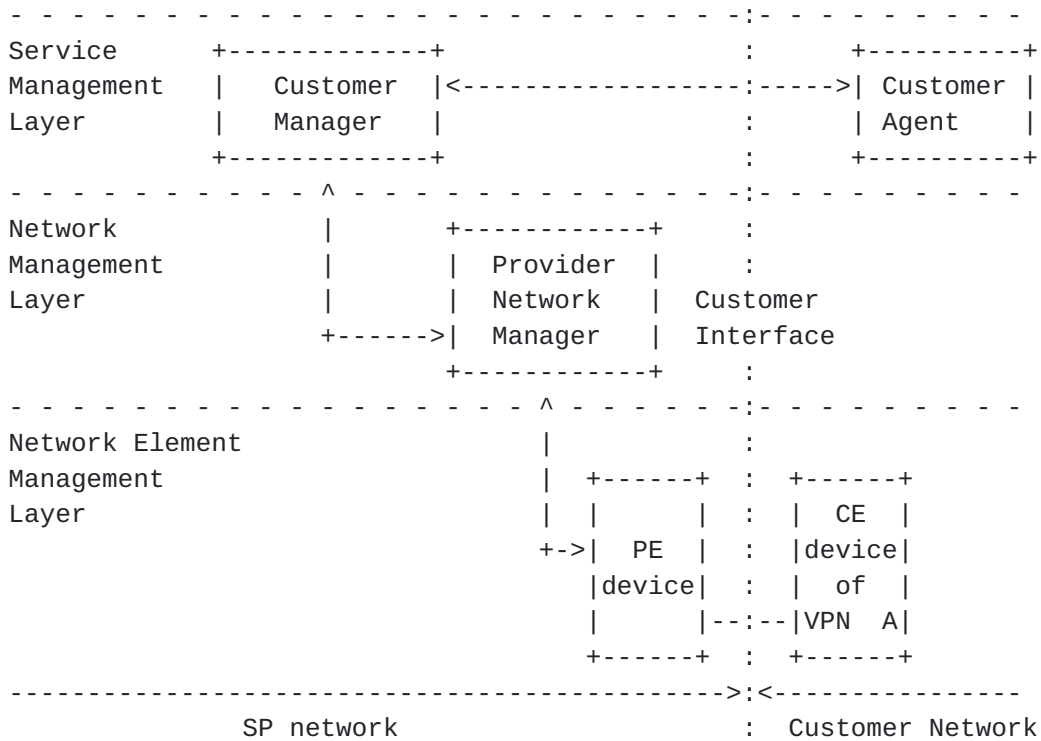 - - - - - - - - - - - - - - - - - - - - - - - -:- - - - - - - - -
Service      +-------------+                   :      +----------+
Management   |   Customer  |<------------------:----->| Customer |
Layer        |   Manager   |                   :      | Agent    |
             +-------------+                   :      +----------+
- - - - - - - - - - ^ - - - - - - - - - - - - -:- - - - - - - - -
Network             |       +------------+     :
Management          |       |  Provider  |     :
Layer               |       |  Network   |  Customer
                    +------>|  Manager   |  Interface
                            +------------+     :
- - - - - - - - - - - - - - - - - ^ - - - - - -:- - - - - - - - -
Network Element                   |            :
Management                        |  +------+  :  +------+
Layer                             |  |      |  :  |  CE  |
                                  +->|  PE  |  :  |device|
                                     |device|  :  |  of  |
                                     |      |--:--|VPN  A|
                                     +------+  :  +------+
---------------------------------------------->:<----------------
               SP network                      :  Customer Network